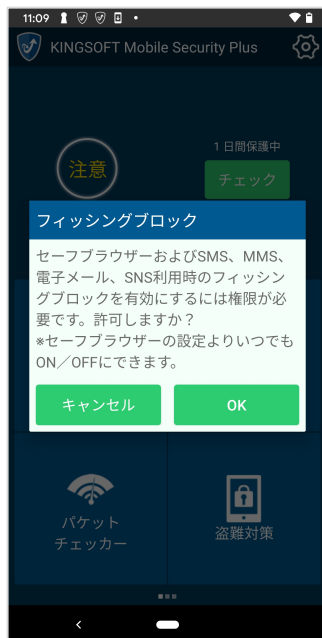 11:09
KINGSOFT Mobile Security Plus
1日間保護中
注意
チェック
フィッシングブロック
セーフブラウザーおよびSMS、MMS、
電子メール、SNS利用時のフィッシン
グブロックを有効にするには権限が必
要です。許可しますか？
※セーフブラウザーの設定よりいつでも
ON／OFFにできます。
キャンセル
OK
パケット
チェッカー
盗難対策